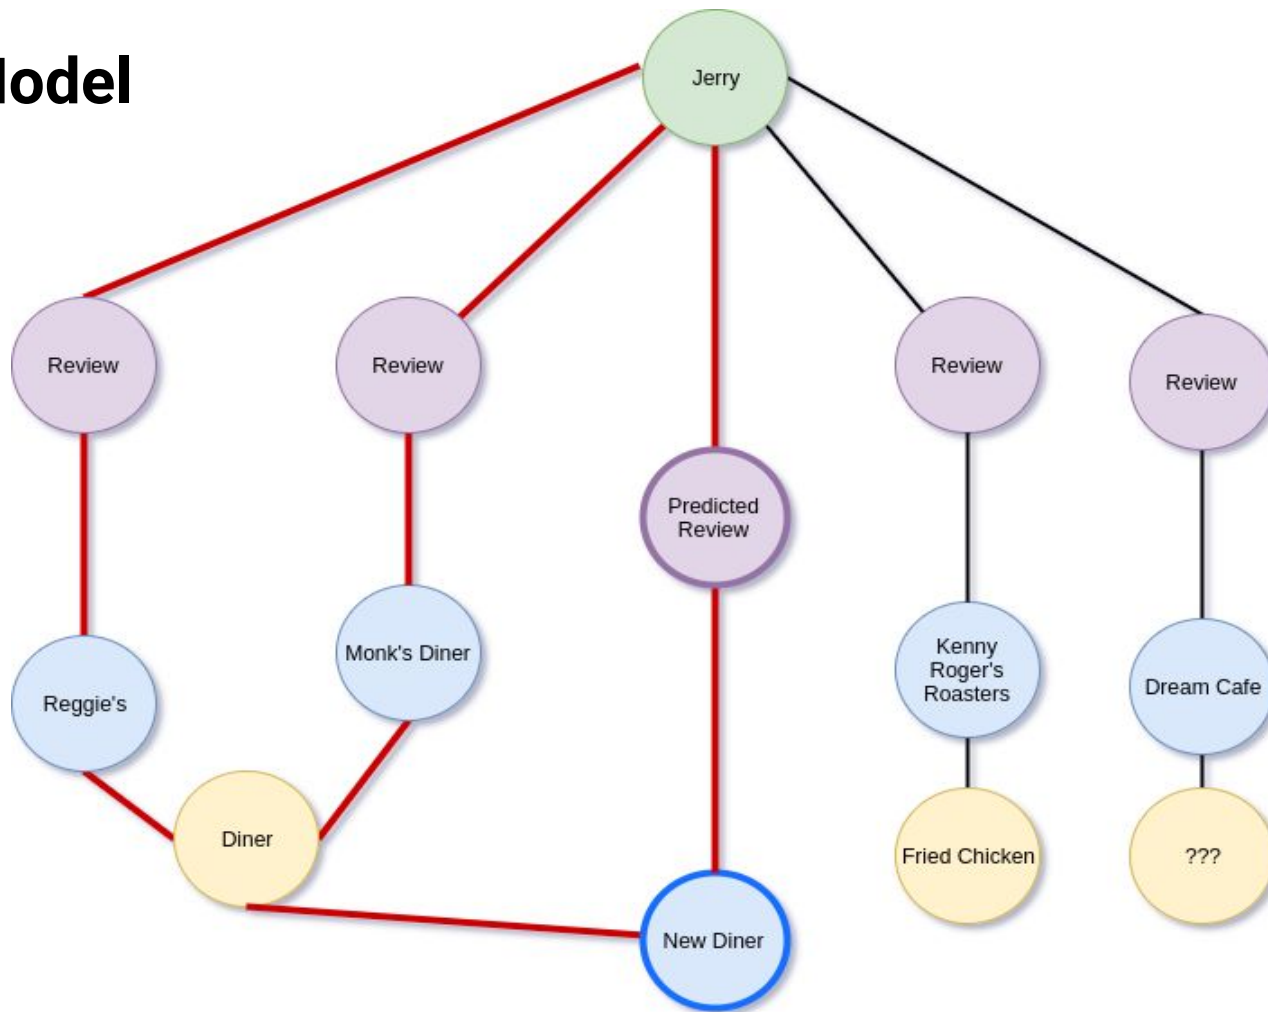 Model
Jerry
Review
Review
Review
Review
Predicted
Review
Kenny
Roger's
Roasters
Monk's Diner
Dream Cafe
Reggie's
Diner
Fried Chicken
???
New Diner